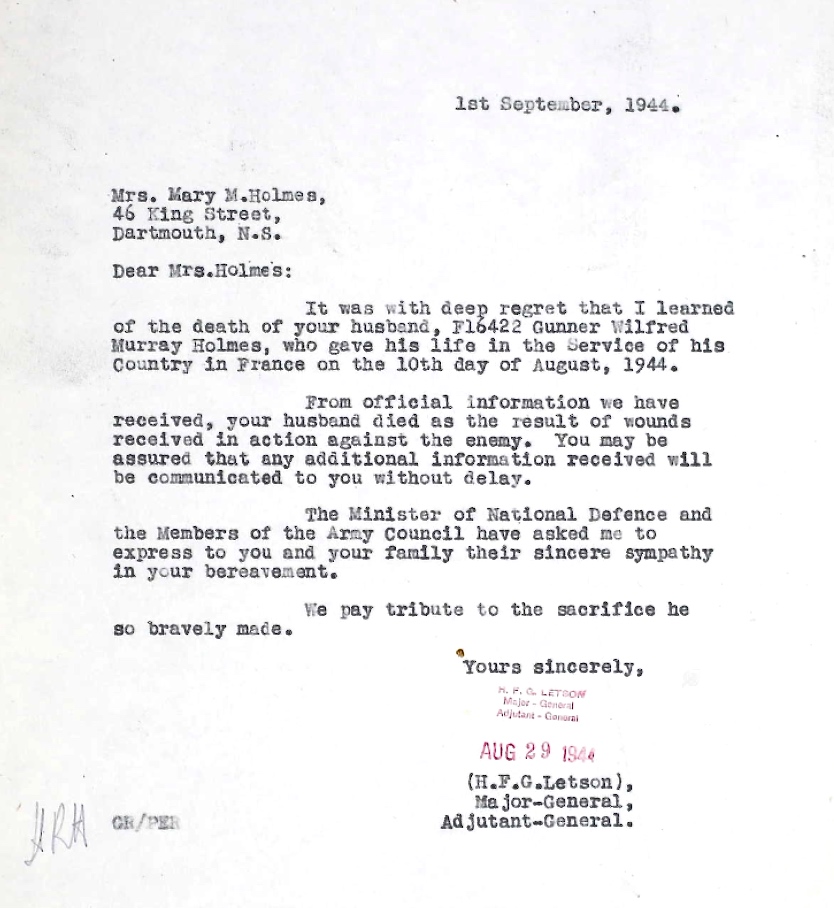 1st September, 1944.
Mrs. Mary M.Holmes,
46 King Street,
Dartmouth, N.S.
Dear Mrs.Holmes:
It was with deep regret that I learned
of the death of your husband, F16422 Gunner Wilfred
Murray Holmes, who gave his life in the Service of his
Country in France on the 10th day of August, 1944.
From official information we have
received, your husband died as the result of wounds
received in action against the enemy. You may be
assured that any additional information received will
be communicated to you without delay.
The Minister of National Defence and
the Members of the Army Council have asked me to
express to you and your family their sincere sympathy
in your bereavement.
We pay tribute to the sacrifice he
so bravely made.
Yours sincerely,
H. F. G. LETSON
Major - General
Adjutant - General
AUG 29 1944
(H.F.G.Letson),
Major-General,
Adjutant-General.
GR/PER